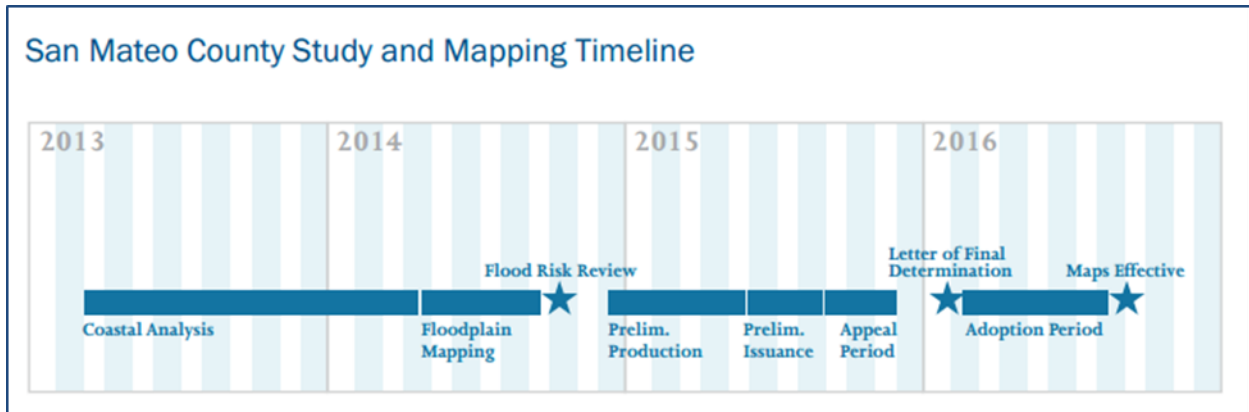 San Mateo County Study and Mapping Timeline
2013
2014
2015
2016
Flood Risk Review
Letter of Final
Determination
Maps Effective
Coastal Analysis
Floodplain
Mapping
Prelim.
Production
Prelim.
Issuance
Appeal
Period
Adoption Period